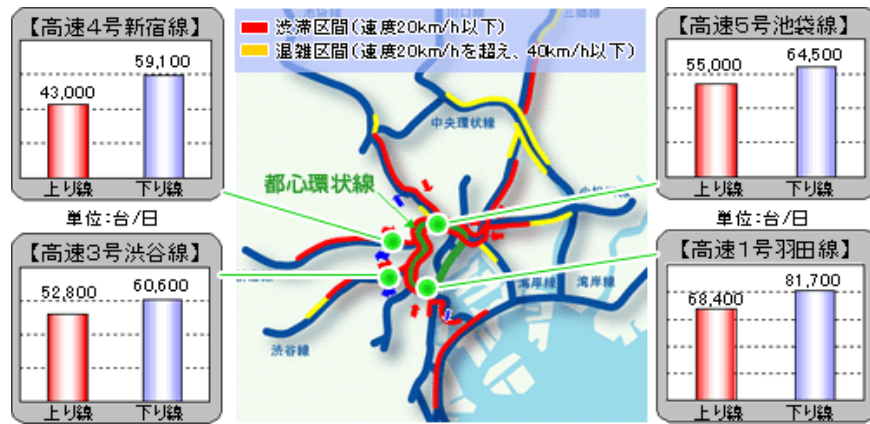 【高速4号新宿線】
59,100
43,000
上り線 下り線
単位:台/日
【高速3号渋谷線】
52,800
60,600
上り線 下り線
渋滞区間(速度20km/h以下)
混雑区間(速度20km/hを超え、40km/h以下)
中央環状線
都心環状線
湾岸線
湾岸線
渋谷線
【高速5号池袋線】
55,000
64,500
上り線 下り線
単位:台/日
【高速1号羽田線】
68,400
81,700
上り線 下り線